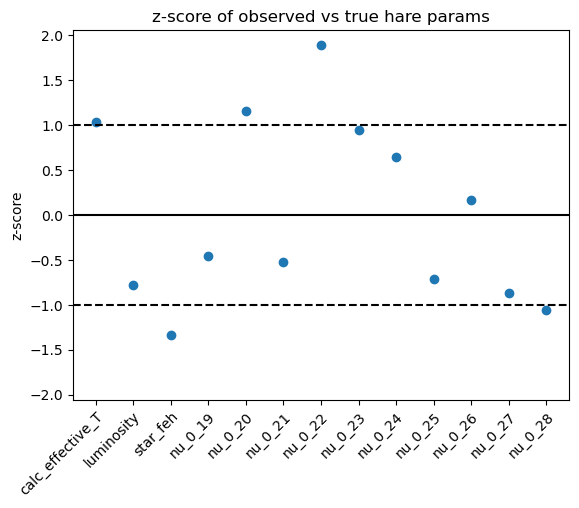 z-score of observed vs true hare params
z-score
2.0
1.5
1.0
0.5
0.0
−0.5
−1.0
−1.5
−2.0
calc_effective_T
luminosity
star_feh
nu_0_19
nu_0_20
nu_0_21
nu_0_22
nu_0_23
nu_0_24
nu_0_25
nu_0_26
nu_0_27
nu_0_28